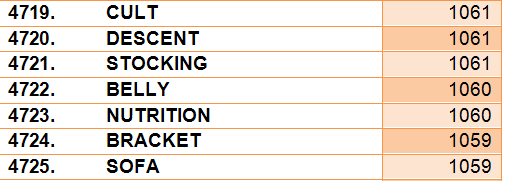 4719. CULT 1061
4720. DESCENT 1061
4721. STOCKING 1061
4722. BELLY 1060
4723. NUTRITION 1060
4724. BRACKET 1059
4725. SOFA 1059